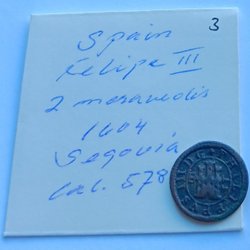 3
Spain
Felipe III
2 maravedis
1604
Segovia
cal. 578